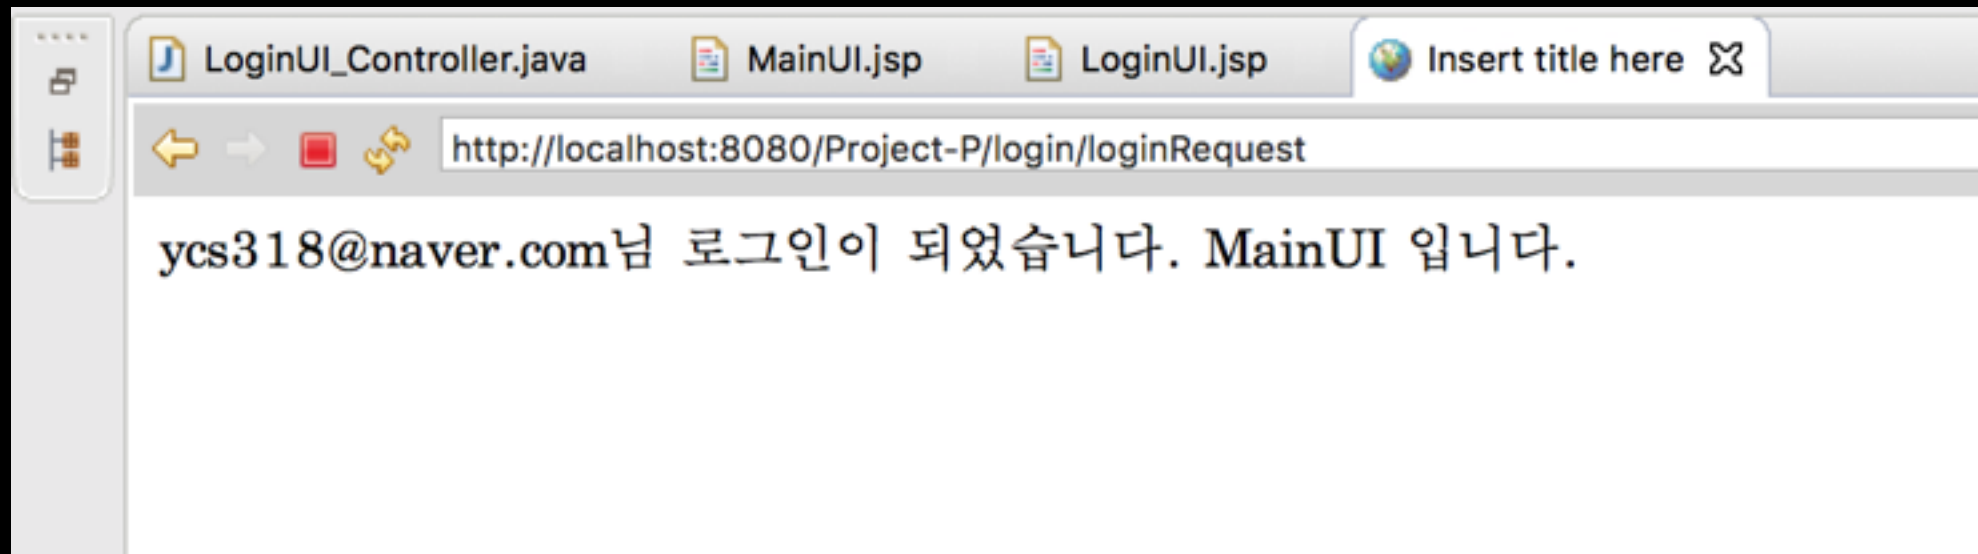 LoginUI_Controller.java MainUI.jsp LoginUI.jsp Insert title here
http://localhost:8080/Project-P/login/loginRequest
ycs318@naver.com님 로그인이 되었습니다. MainUI 입니다.